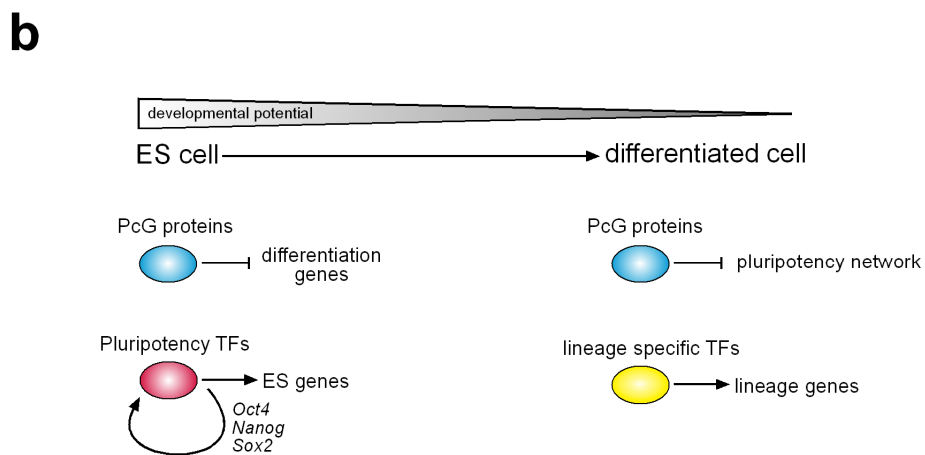 b
developmental potential
ES cell
differentiated cell
PcG proteins
differentiation
genes
PcG proteins
pluripotency network
Pluripotency TFs
ES genes
Oct4
Nanog
Sox2
lineage specific TFs
lineage genes